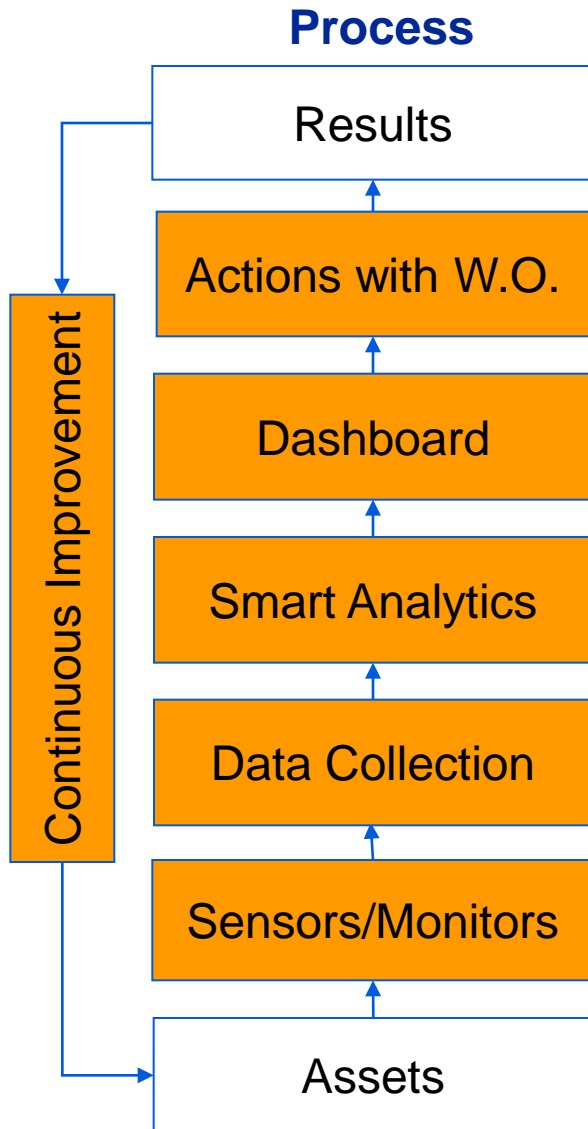 Process
Results
Actions with W.O.
Dashboard
Smart Analytics
Data Collection
Sensors/Monitors
Assets
Continuous Improvement